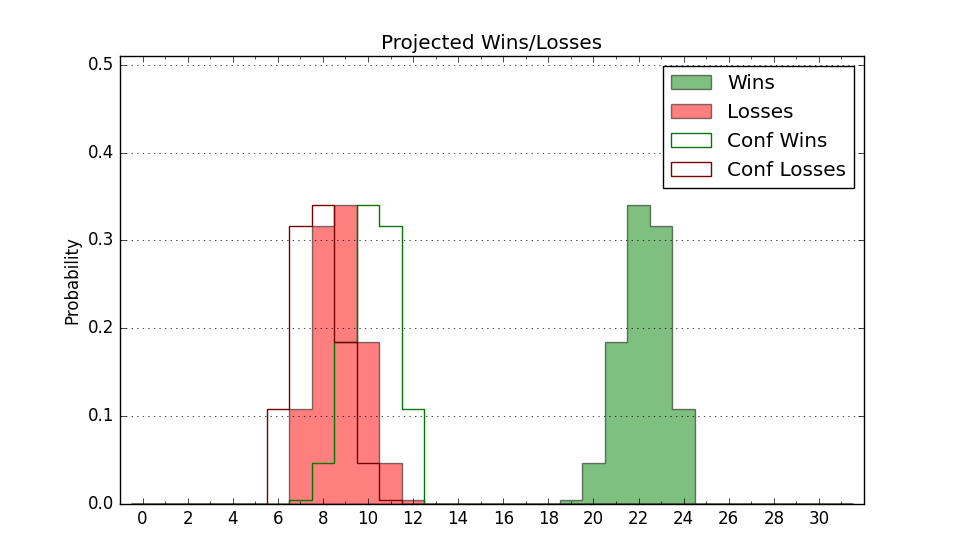 Projected Wins/Losses
0.5
0.4
0.3
0.2
0.1
0.0
Probability
Wins
Losses
Conf Wins
Conf Losses
0 2 4 6 8 10 12 14 16 18 20 22 24 26 28 30